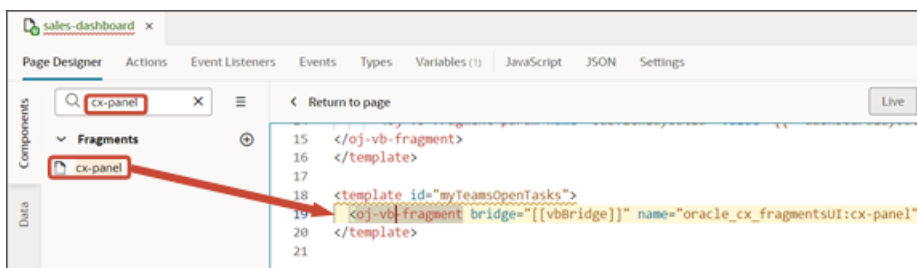 sales-dashboard ×
Page Designer Actions Event Listeners Events Types Variables (1) JavaScript JSON Settings
Components
Data
cx-panel ×
Fragments
cx-panel
Return to page
Live
15 </oj-vb-fragment>
16 </template>
17
18 <template id="myTeamsOpenTasks">
19 <oj-vb-fragment bridge="[[vbBridge]]" name="oracle_cx_fragmentsUI:cx-panel"
20 </template>
21